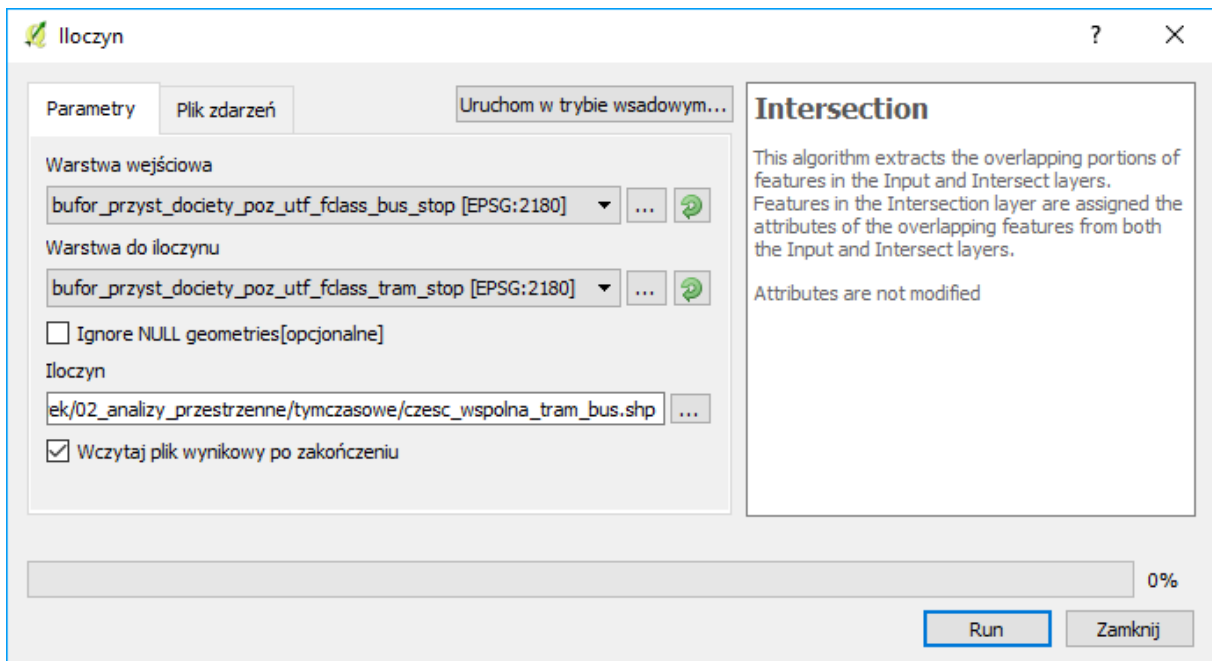 Iloczyn
?
Parametry
Plik zdarzeń
Uruchom w trybie wsadowym...
Warstwa wejściowa
bufor_przyst_dociety_poz_utf_fclass_bus_stop [EPSG:2180]
...
Warstwa do iloczynu
bufor_przyst_dociety_poz_utf_fclass_tram_stop [EPSG:2180]
...
Ignore NULL geometries[opcjonalne]
Iloczyn
ek/02_analizy_przestrzenne/tymczasowe/czesc_wspolna_tram_bus.shp
...
Wczytaj plik wynikowy po zakończeniu
Intersection
This algorithm extracts the overlapping portions of
features in the Input and Intersect layers.
Features in the Intersection layer are assigned the
attributes of the overlapping features from both
the Input and Intersect layers.
Attributes are not modified
0%
Run
Zamknij